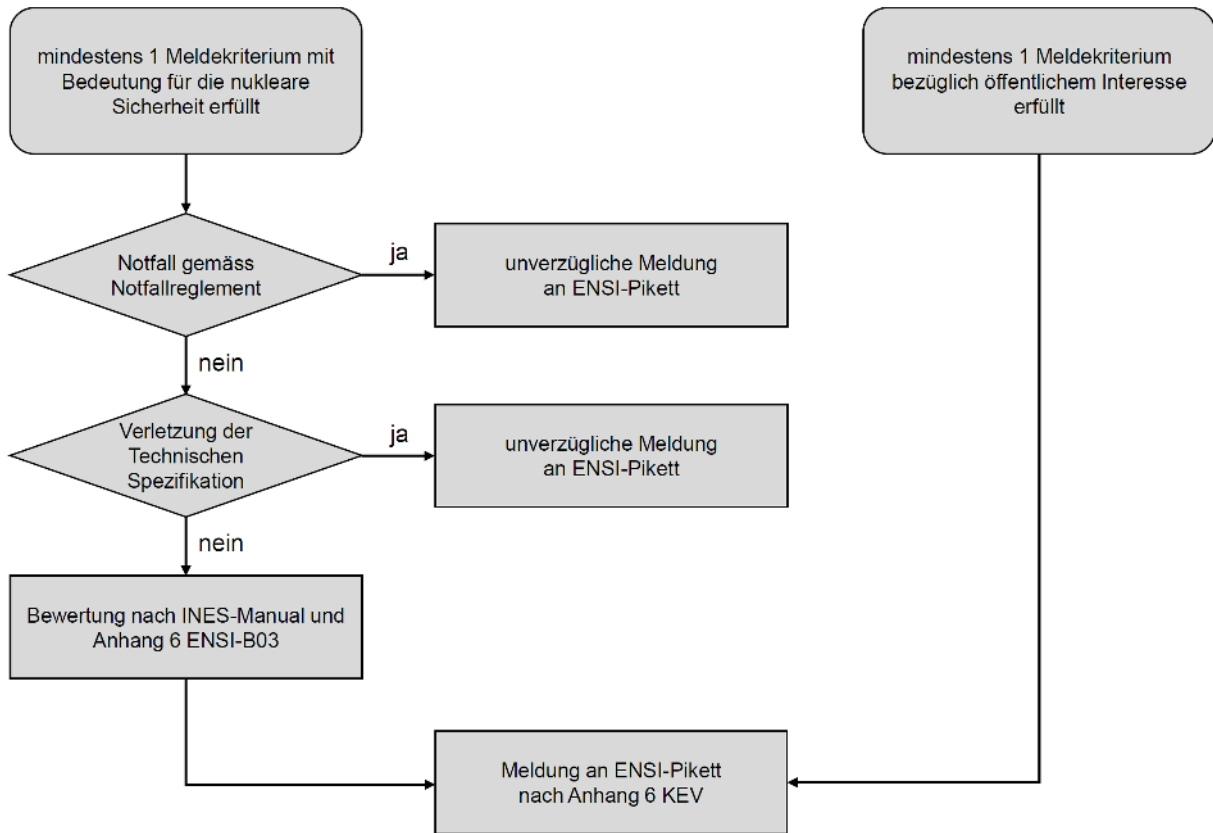 mindestens 1 Meldekriterium mit
Bedeutung für die nukleare
Sicherheit erfüllt
mindestens 1 Meldekriterium
bezüglich öffentlichem Interesse
erfüllt
Notfall gemäss
Notfallreglement
ja
unverzügliche Meldung
an ENSI-Pikett
nein
Verletzung der
Technischen
Spezifikation
ja
unverzügliche Meldung
an ENSI-Pikett
nein
Bewertung nach INES-Manual und
Anhang 6 ENSI-B03
Meldung an ENSI-Pikett
nach Anhang 6 KEV